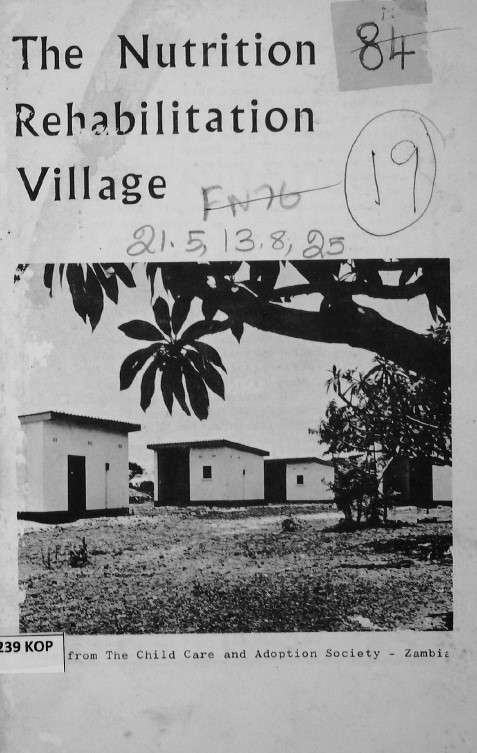 The Nutrition
Rehabilitation
Village
84
19
FN76
21.5, 13.8, 25
239 KOP
from The Child Care and Adoption Society - Zambia